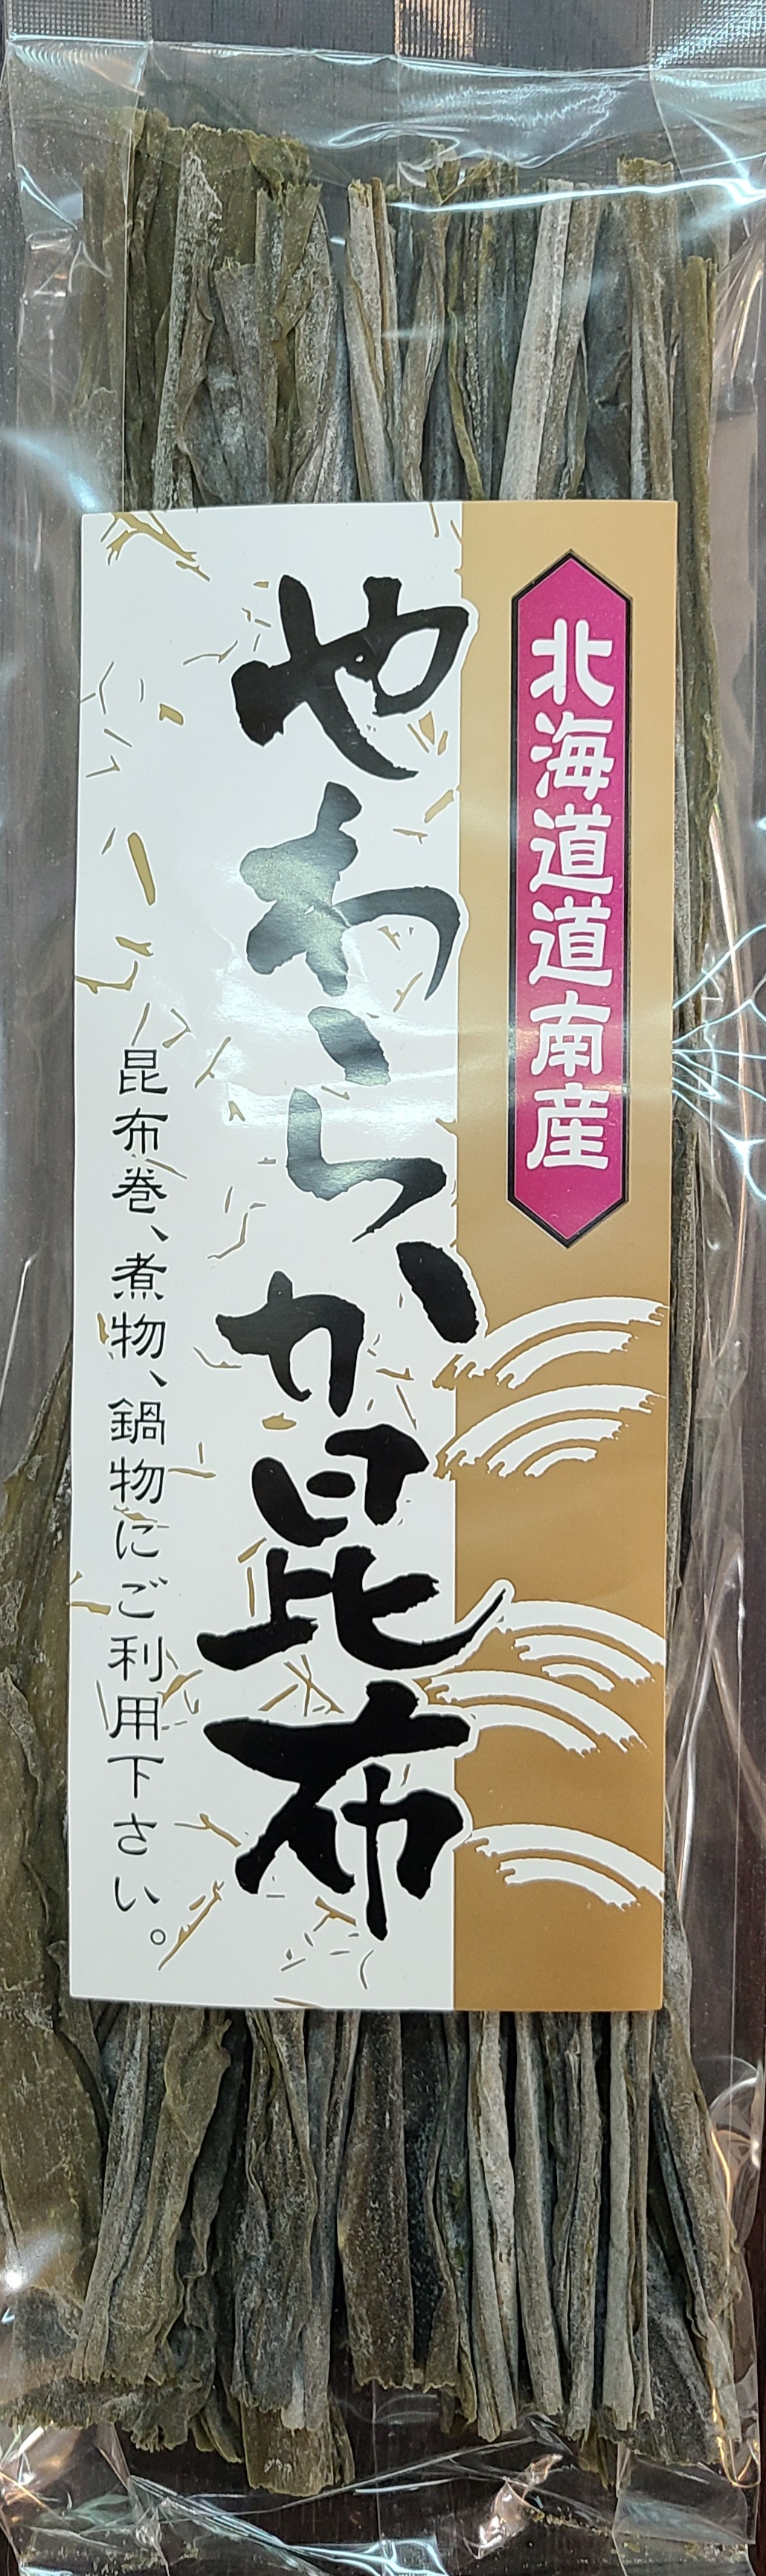 北海道道南産
やわらか昆布
昆布巻、煮物、鍋物にご利用下さい。